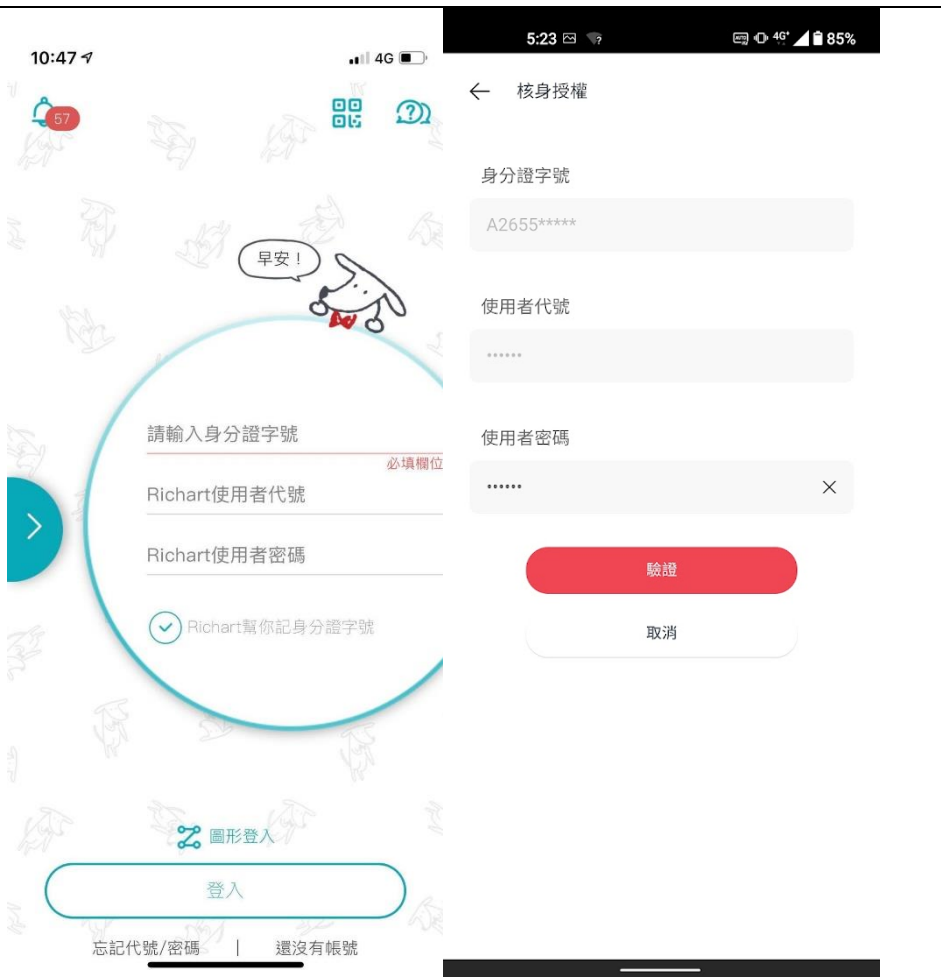 10:47
4G
57
早安！
請輸入身分證字號
必填欄位
Richart使用者代號
Richart使用者密碼
Richart幫你記身分證字號
圖形登入
登入
忘記代號/密碼 | 還沒有帳號
5:23
4G+ 85%
核身授權
身分證字號
A2655*****
使用者代號
••••••
使用者密碼
••••••
驗證
取消